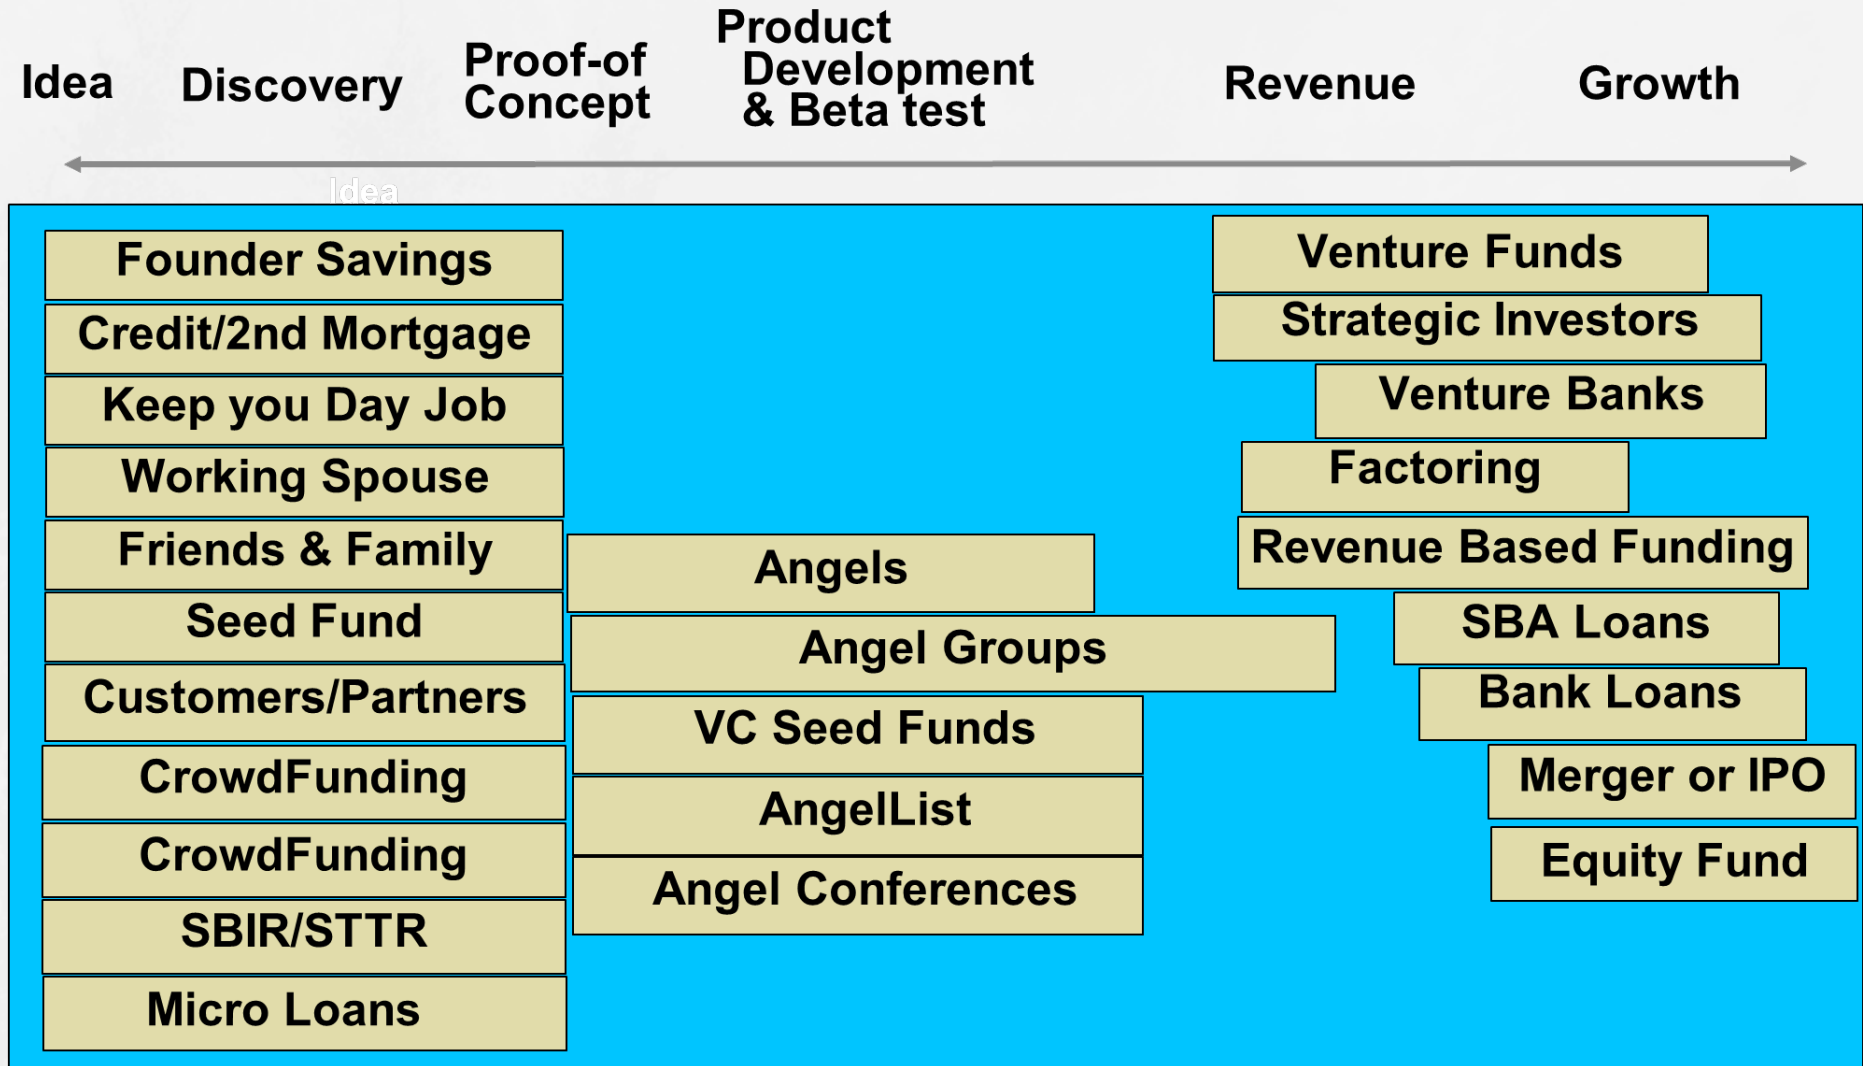 Idea
Discovery
Proof-of
Concept
Product
Development
& Beta test
Revenue
Growth
Idea
Founder Savings
Credit/2nd Mortgage
Keep you Day Job
Working Spouse
Friends & Family
Seed Fund
Customers/Partners
CrowdFunding
CrowdFunding
SBIR/STTR
Micro Loans
Angels
Angel Groups
VC Seed Funds
AngelList
Angel Conferences
Venture Funds
Strategic Investors
Venture Banks
Factoring
Revenue Based Funding
SBA Loans
Bank Loans
Merger or IPO
Equity Fund